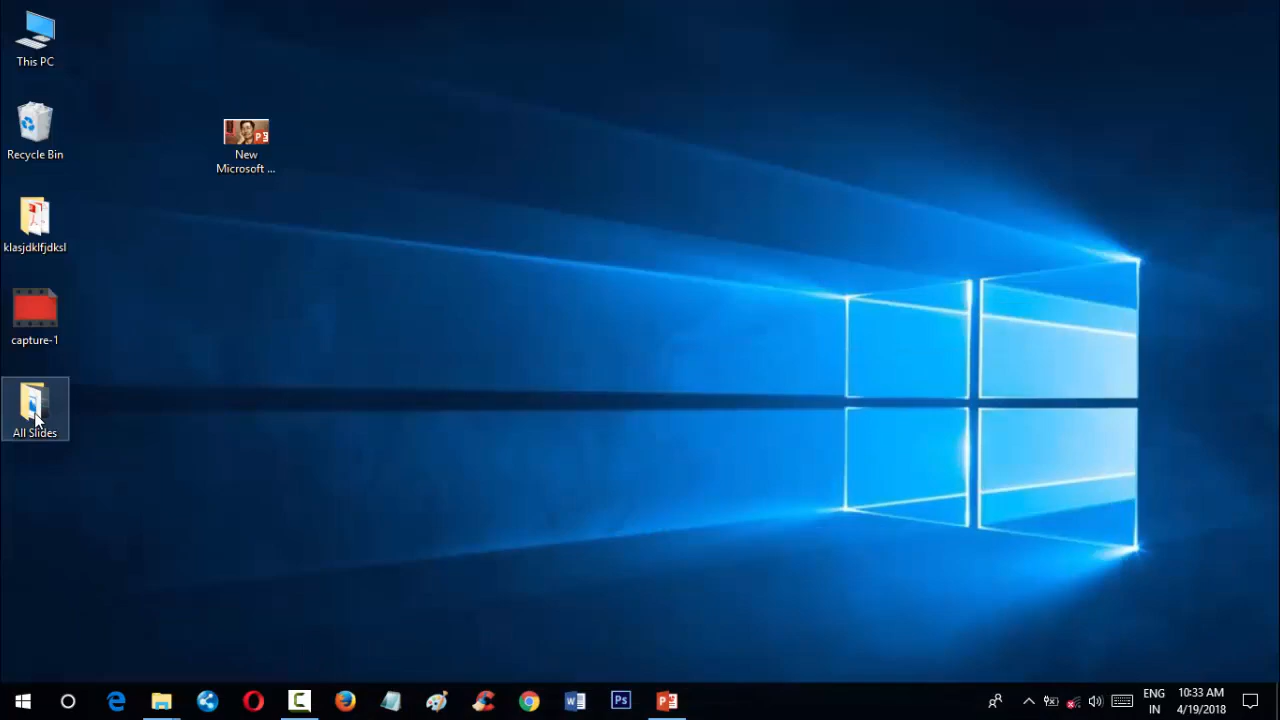 This PC
Recycle Bin
klasjdklfjdksl
capture-1
All Slides
New
Microsoft ...
Ps
ENG
IN
10:33 AM
4/19/2018